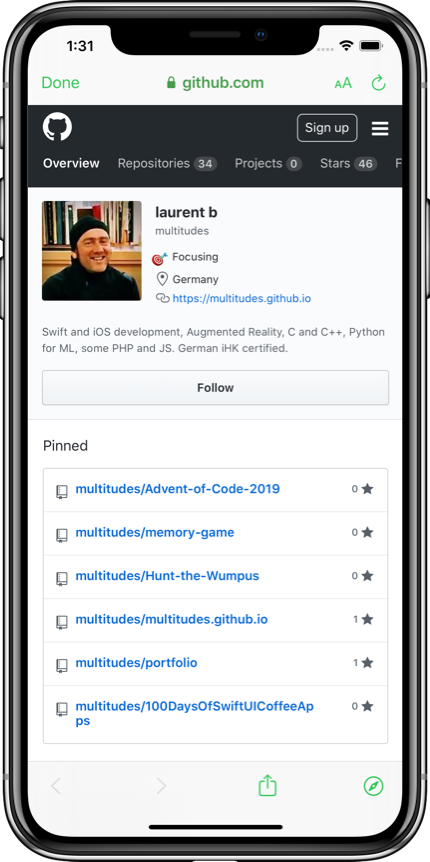 1:31
Done
github.com
AA
Sign up
Overview Repositories 34 Projects 0 Stars 46 F
laurent b
multitudes
Focusing
Germany
https://multitudes.github.io
Swift and iOS development, Augmented Reality, C and C++, Python
for ML, some PHP and JS. German iHK certified.
Follow
Pinned
multitudes/Advent-of-Code-2019 0
multitudes/memory-game 0
multitudes/Hunt-the-Wumpus 0
multitudes/multitudes.github.io 1
multitudes/portfolio 1
multitudes/100DaysOfSwiftUICoffeeAp 0
ps